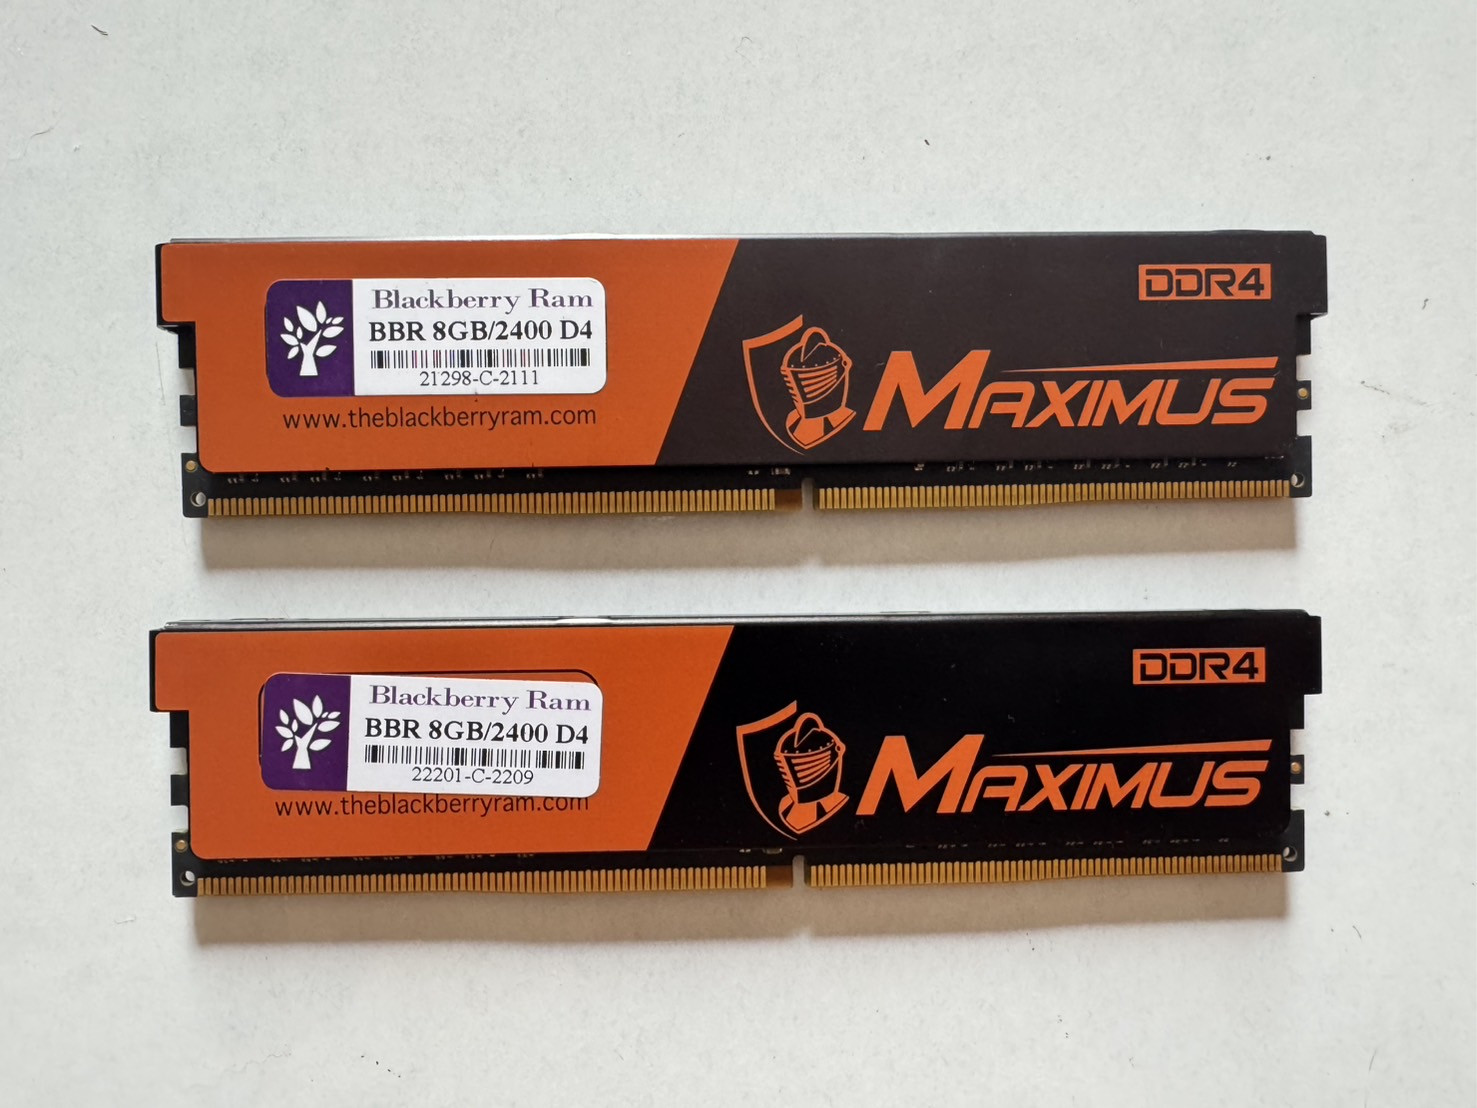 Blackberry Ram
BBR 8GB/2400 D4
21298-C-2111
www.theblackberryram.com
DDR4
MAXIMUS
Blackberry Ram
BBR 8GB/2400 D4
22201-C-2209
www.theblackberryram.com
DDR4
MAXIMUS